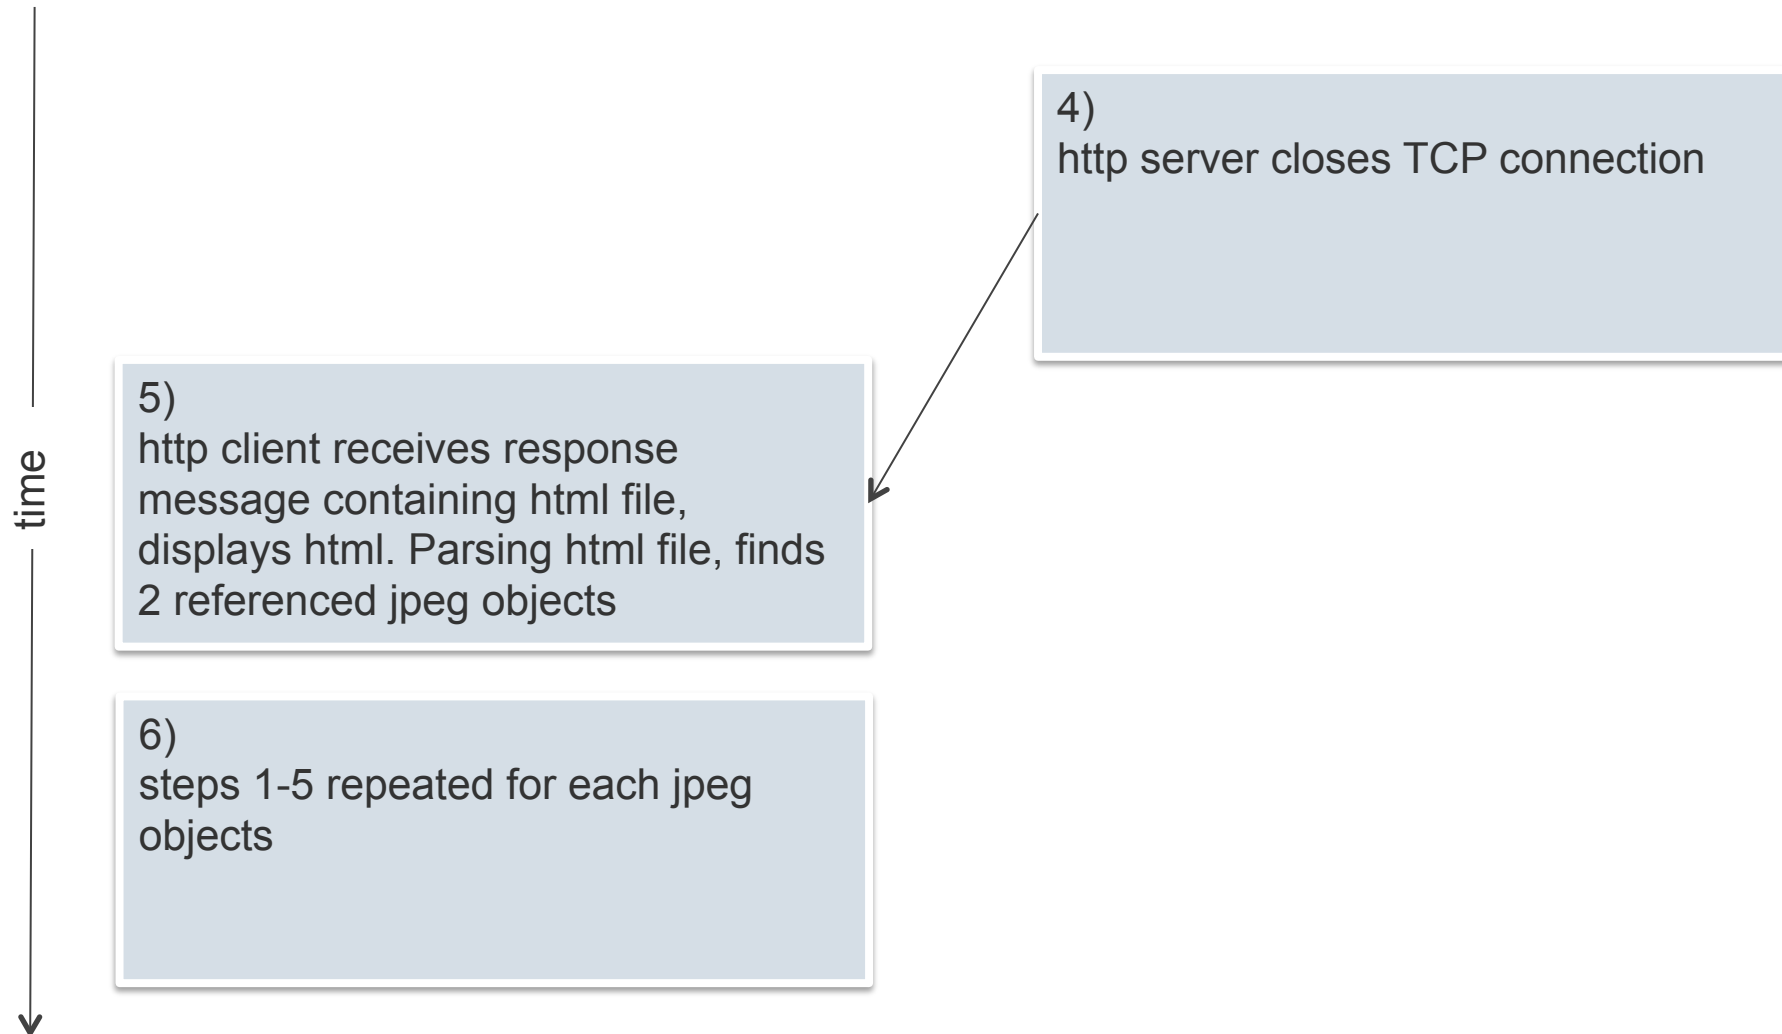 4)
http server closes TCP connection
5)
http client receives response
message containing html file,
displays html. Parsing html file, finds
2 referenced jpeg objects
time
6)
steps 1-5 repeated for each jpeg
objects